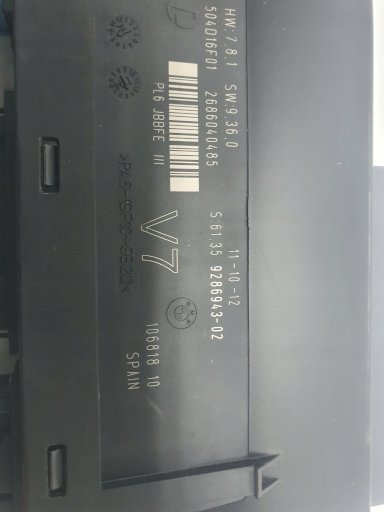 HW:7.8.1 SW:9.36.0
504D16F01 2686040485
PL6 JBBFE III
11-10-12
S:61.35 9286943-02
V7
BMW
106818 10
SPAIN